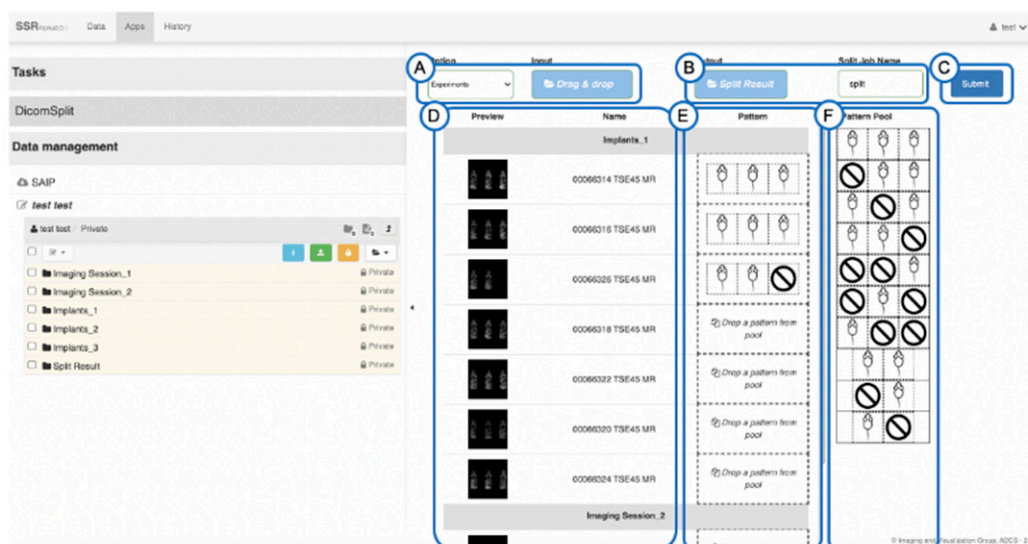 SSR
Data
Apps
History
test
Tasks
DicomSplit
Data management
SAIP
test test
test test / Private
Imaging Session_1 Private
Imaging Session_2 Private
Implants_1 Private
Implants_2 Private
Implants_3 Private
Split Result Private
A
Input
Experiments
Drag & drop
B
Split Job Name
Split Result
split
C
Submit
D
Preview
Name
E
Pattern
F
Pattern Pool
Implants_1
00066314 TSE45 MR
00066316 TSE45 MR
00066326 TSE45 MR
00066318 TSE45 MR
Drop a pattern from
pool
00066322 TSE45 MR
Drop a pattern from
pool
00066320 TSE45 MR
Drop a pattern from
pool
00066324 TSE45 MR
Drop a pattern from
pool
Imaging Session_2
© Imaging and Visualization Group, A2CS - 2